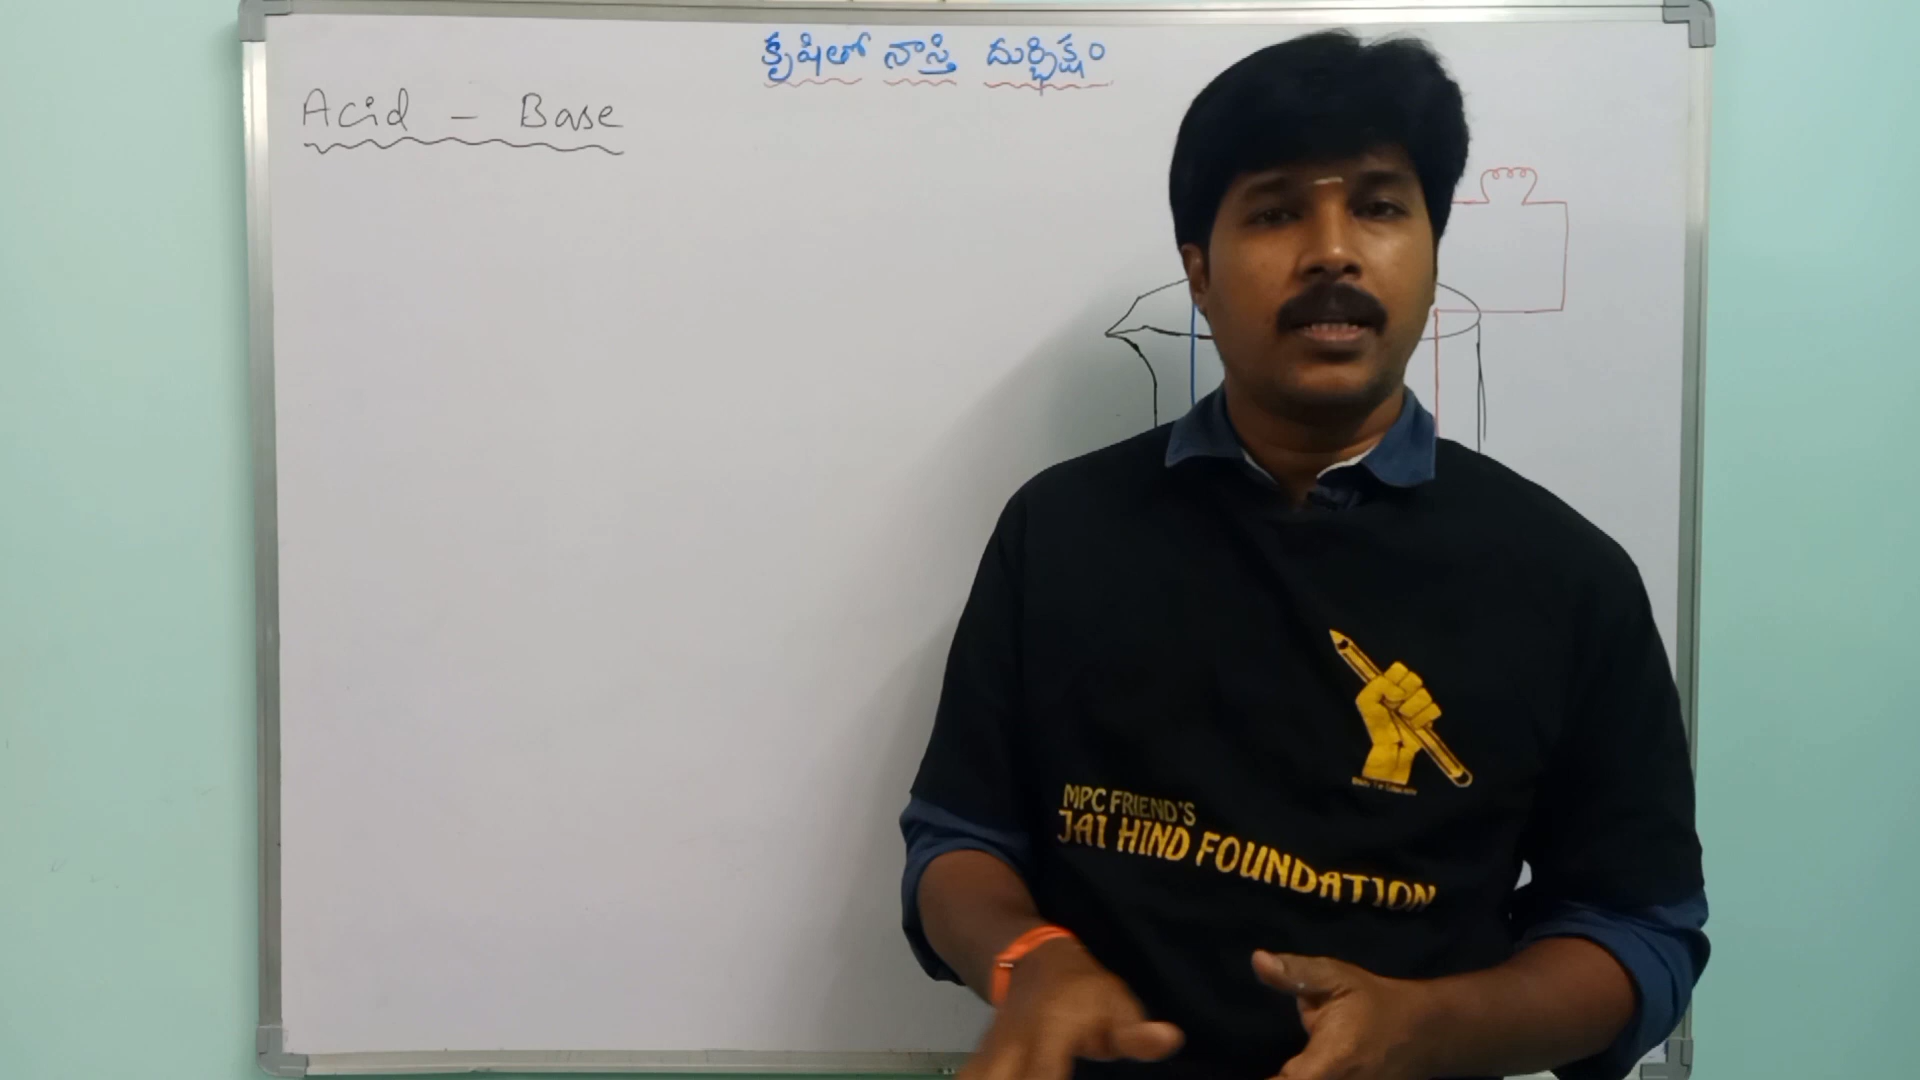 కృషితో నాస్తి దుర్భిక్షం
Acid - Base
MPC FRIEND'S
JAI HIND FOUNDATION